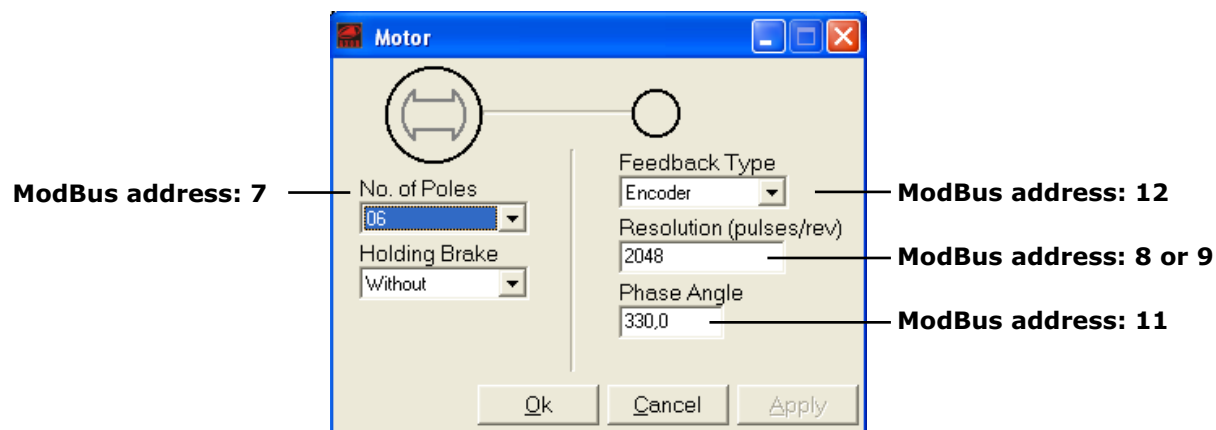 Motor
ModBus address: 7
No. of Poles
06
Holding Brake
Without
Feedback Type
Encoder
ModBus address: 12
Resolution (pulses/rev)
2048
ModBus address: 8 or 9
Phase Angle
330,0
ModBus address: 11
Ok
Cancel
Apply